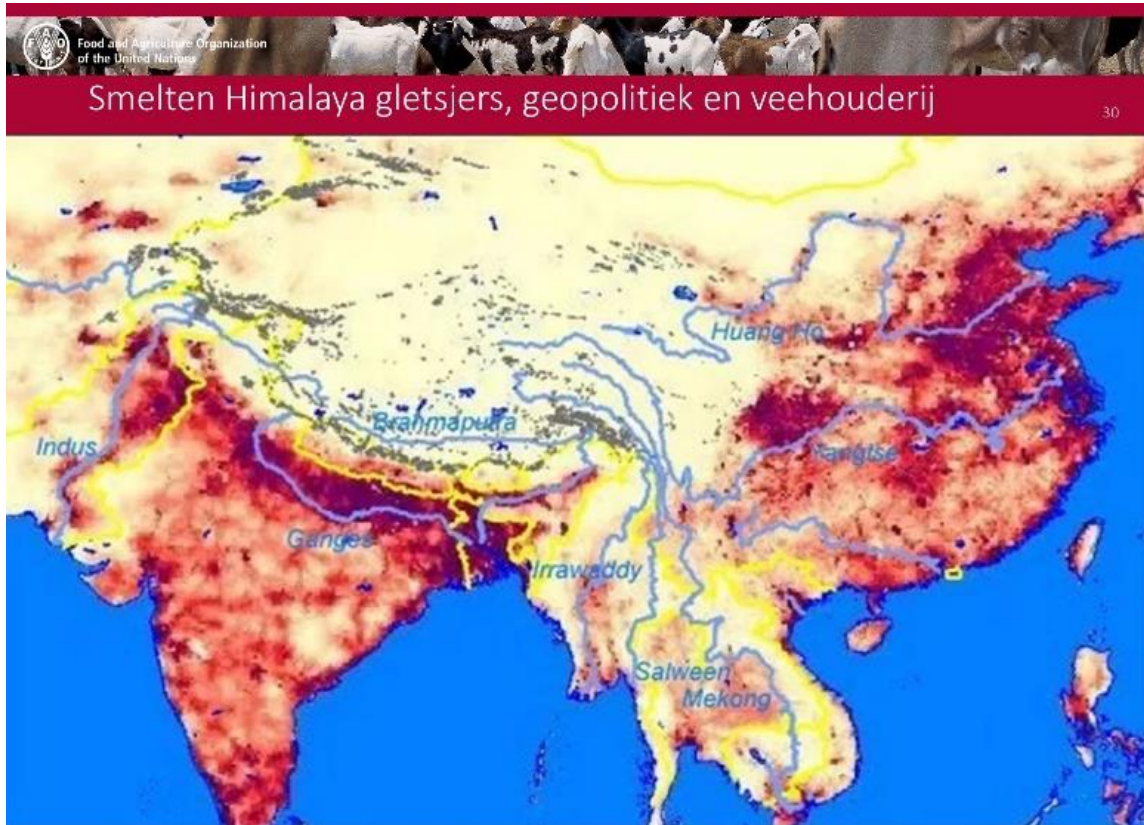 Food and Agriculture Organization
of the United Nations
Smelten Himalaya gletsjers, geopolitiek en veehouderij
30
Huang Ho
Brahmaputra
Indus
Yangtse
Ganges
Irrawaddy
Salween
Mekong